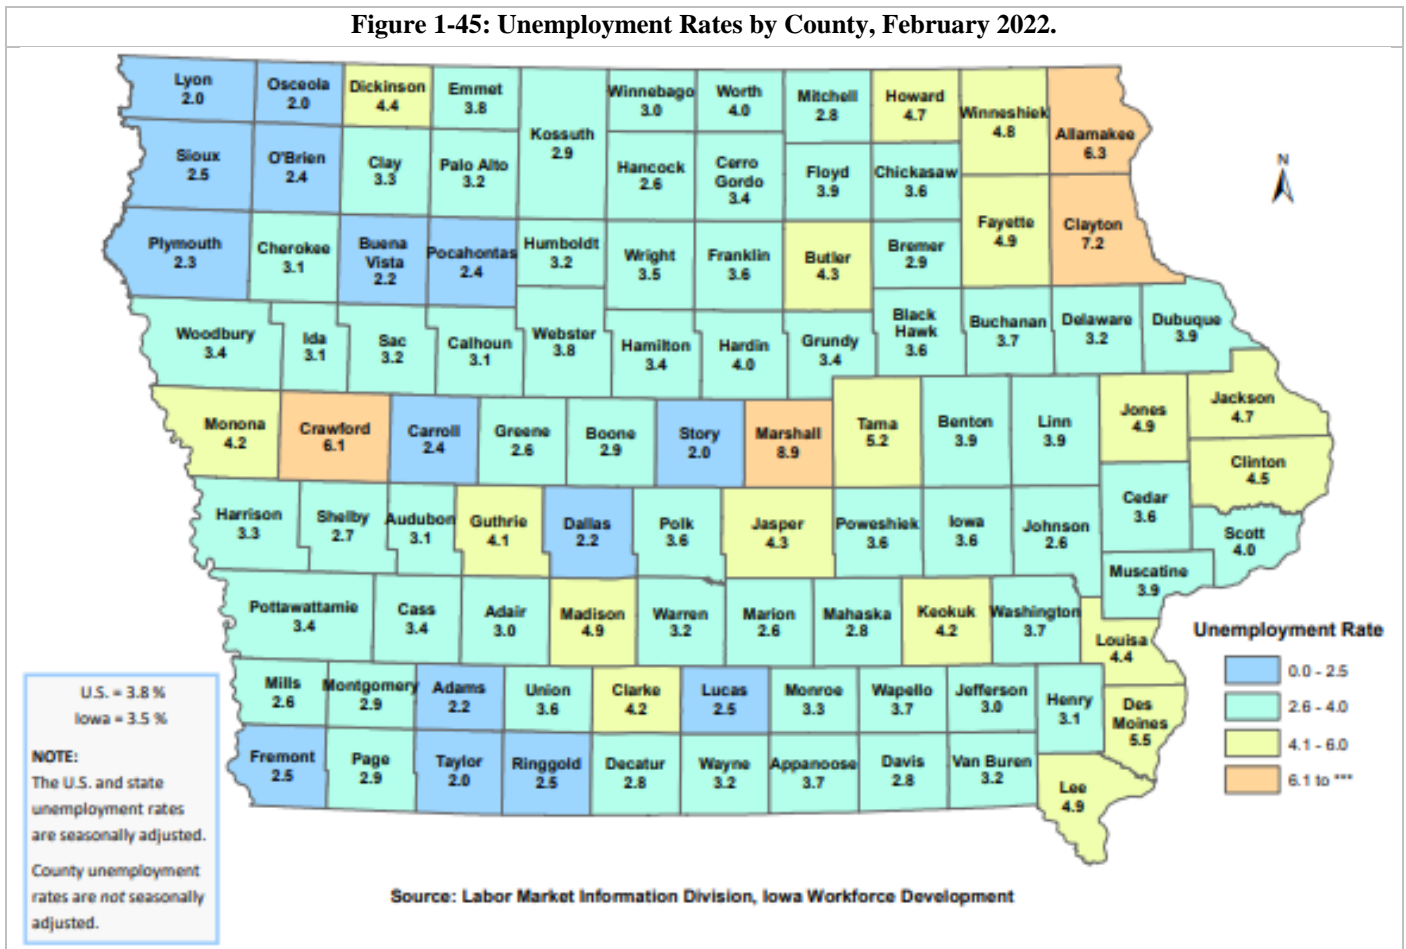 Figure 1-45: Unemployment Rates by County, February 2022.
Lyon
2.0
Osceola
2.0
Dickinson
4.4
Emmet
3.8
Kossuth
2.9
Winnebago
3.0
Worth
4.0
Mitchell
2.8
Howard
4.7
Winneshiek
4.8
Allamakee
6.3
Sioux
2.5
O'Brien
2.4
Clay
3.3
Palo Alto
3.2
Hancock
2.6
Cerro
Gordo
3.4
Floyd
3.9
Chickasaw
3.6
N
Plymouth
2.3
Cherokee
3.1
Buena
Vista
2.2
Pocahontas
2.4
Humboldt
3.2
Wright
3.5
Franklin
3.6
Butler
4.3
Bremer
2.9
Fayette
4.9
Clayton
7.2
Woodbury
3.4
Ida
3.1
Sac
3.2
Calhoun
3.1
Webster
3.8
Hamilton
3.4
Hardin
4.0
Grundy
3.4
Black
Hawk
3.6
Buchanan
3.7
Delaware
3.2
Dubuque
3.9
Monona
4.2
Crawford
6.1
Carroll
2.4
Greene
2.6
Boone
2.9
Story
2.0
Marshall
8.9
Tama
5.2
Benton
3.9
Linn
3.9
Jones
4.9
Jackson
4.7
Clinton
4.5
Harrison
3.3
Shelby
2.7
Audubon
3.1
Guthrie
4.1
Dallas
2.2
Polk
3.6
Jasper
4.3
Poweshiek
3.6
Iowa
3.6
Johnson
2.6
Cedar
3.6
Scott
4.0
Muscatine
3.9
Pottawattamie
3.4
Cass
3.4
Adair
3.0
Madison
4.9
Warren
3.2
Marion
2.6
Mahaska
2.8
Keokuk
4.2
Washington
3.7
Louisa
4.4
Mills
2.6
Montgomery
2.9
Adams
2.2
Union
3.6
Clarke
4.2
Lucas
2.5
Monroe
3.3
Wapello
3.7
Jefferson
3.0
Henry
3.1
Des
Moines
5.5
Fremont
2.5
Page
2.9
Taylor
2.0
Ringgold
2.5
Decatur
2.8
Wayne
3.2
Appanoose
3.7
Davis
2.8
Van Buren
3.2
Lee
4.9
Unemployment Rate
0.0 - 2.5
2.6 - 4.0
4.1 - 6.0
6.1 to ***
U.S. = 3.8 %
Iowa = 3.5 %
NOTE:
The U.S. and state
unemployment rates
are seasonally adjusted.
County unemployment
rates are not seasonally
adjusted.
Source: Labor Market Information Division, Iowa Workforce Development